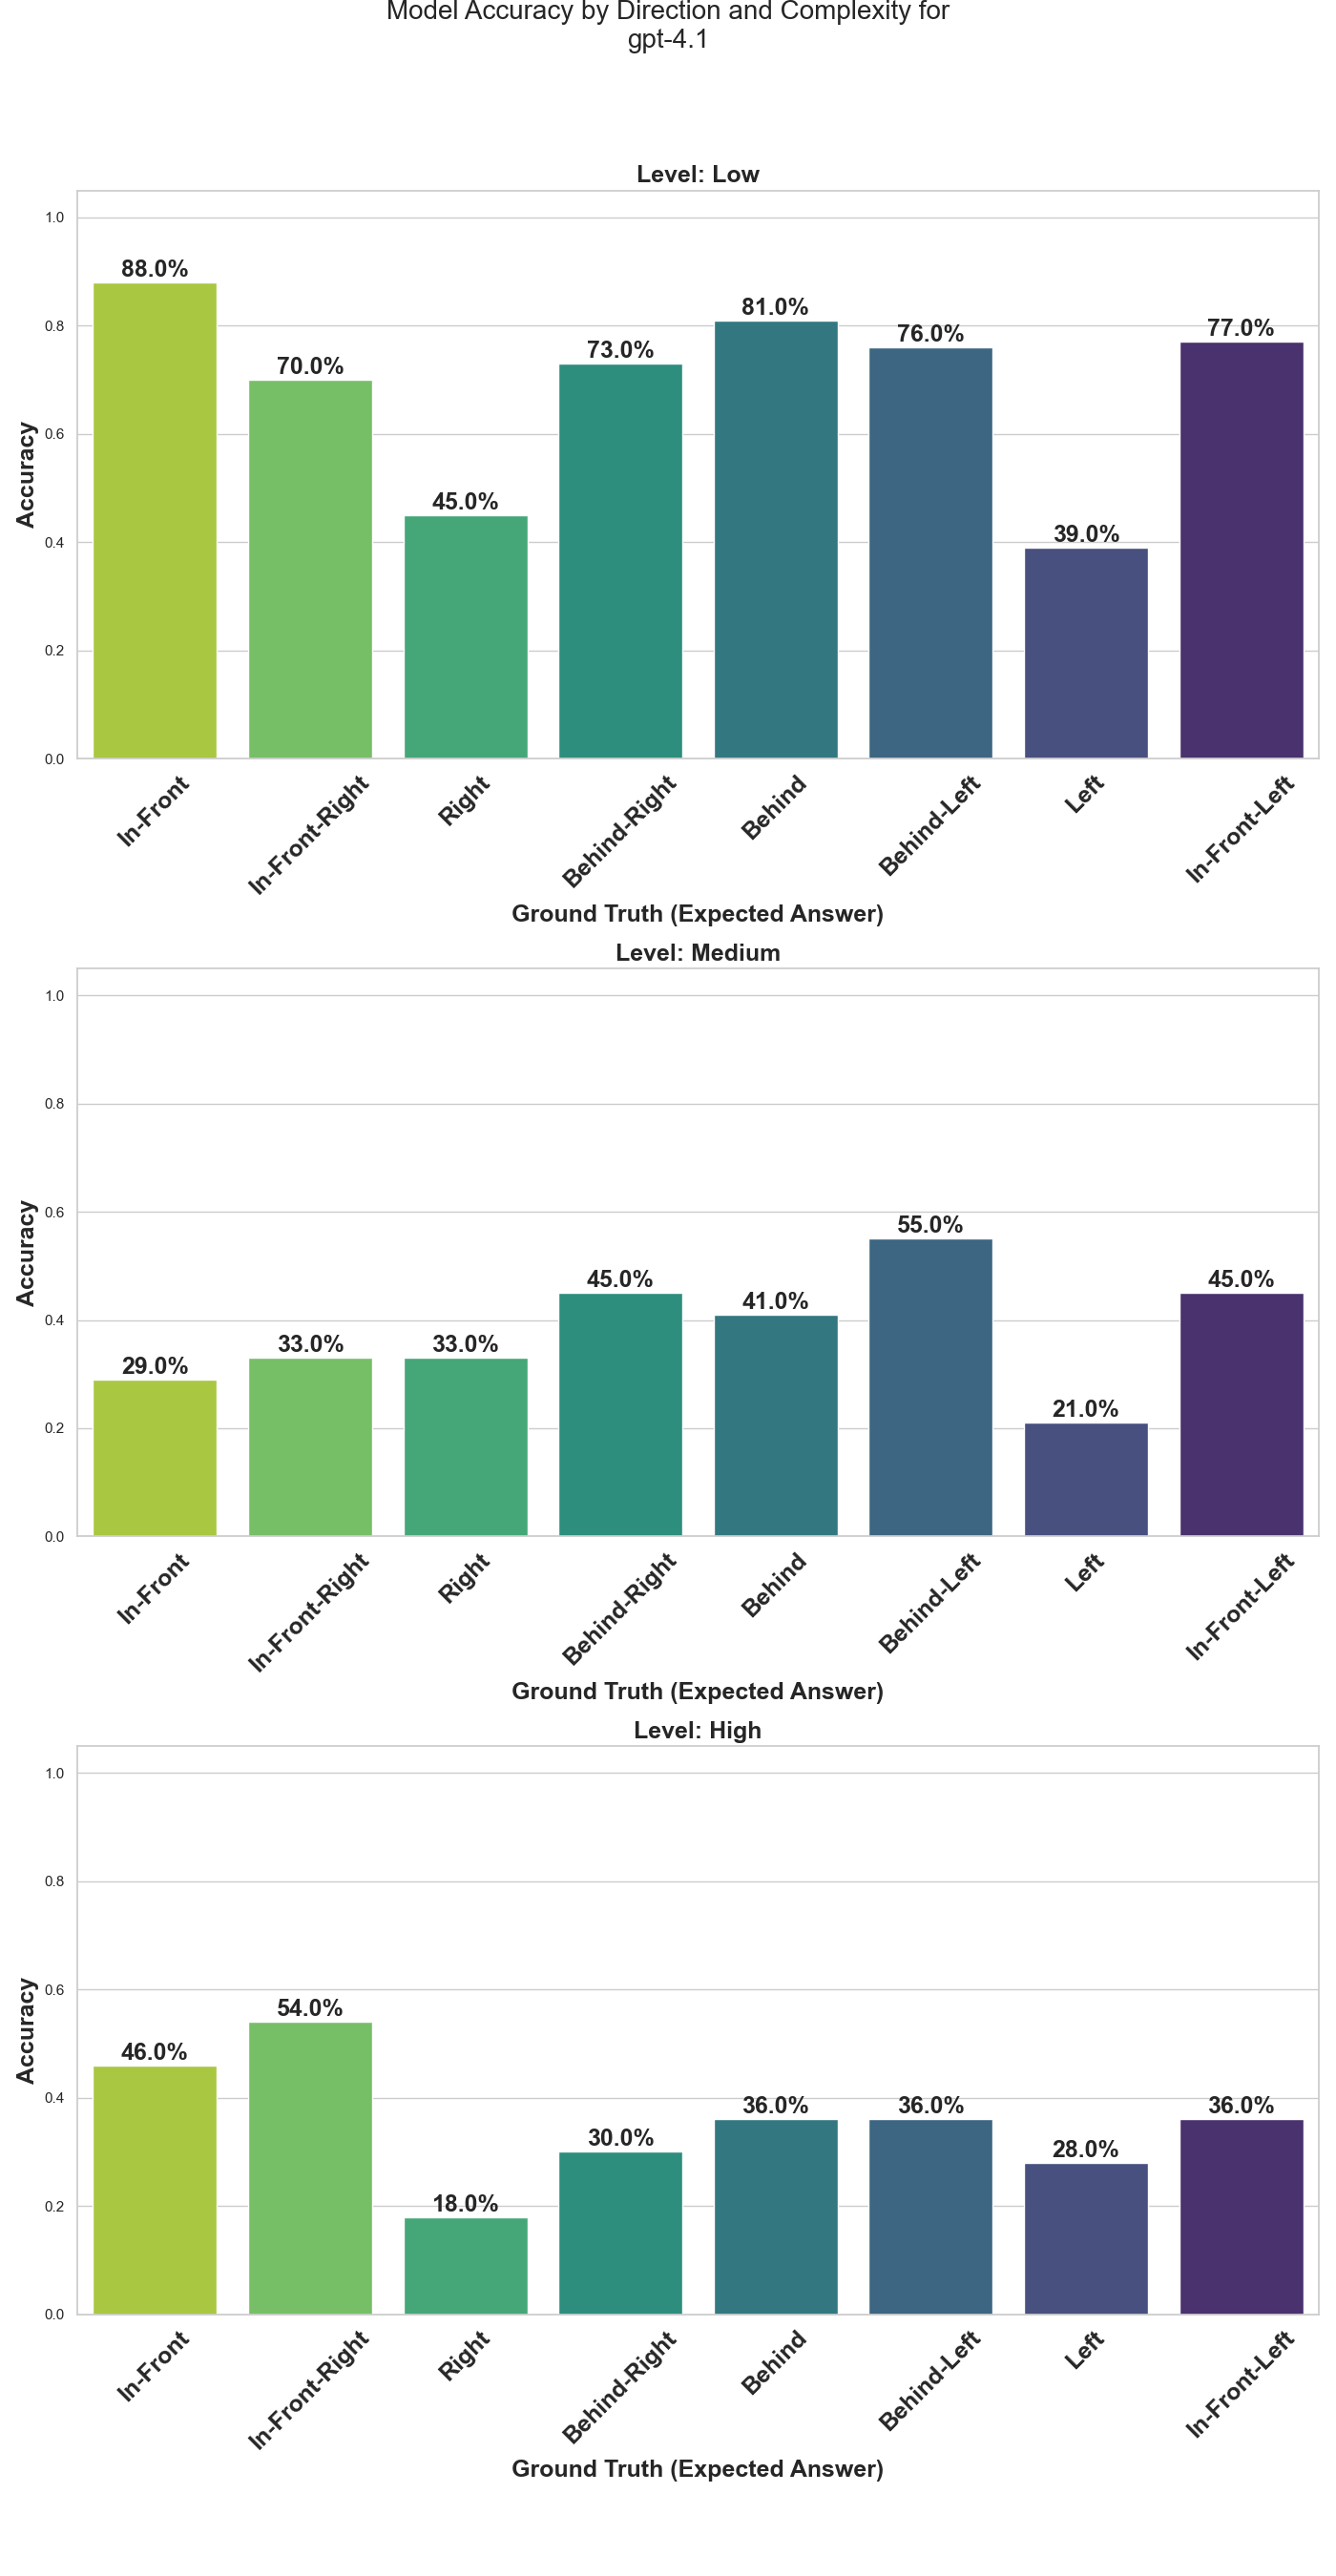 Model Accuracy by Direction and Complexity for
gpt-4.1
Level: Low
Accuracy
1.0
0.8
0.6
0.4
0.2
0.0
88.0%
70.0%
45.0%
73.0%
81.0%
76.0%
39.0%
77.0%
In-Front
In-Front-Right
Right
Behind-Right
Behind
Behind-Left
Left
In-Front-Left
Ground Truth (Expected Answer)
Level: Medium
Accuracy
1.0
0.8
0.6
0.4
0.2
0.0
29.0%
33.0%
33.0%
45.0%
41.0%
55.0%
21.0%
45.0%
In-Front
In-Front-Right
Right
Behind-Right
Behind
Behind-Left
Left
In-Front-Left
Ground Truth (Expected Answer)
Level: High
Accuracy
1.0
0.8
0.6
0.4
0.2
0.0
46.0%
54.0%
18.0%
30.0%
36.0%
36.0%
28.0%
36.0%
In-Front
In-Front-Right
Right
Behind-Right
Behind
Behind-Left
Left
In-Front-Left
Ground Truth (Expected Answer)